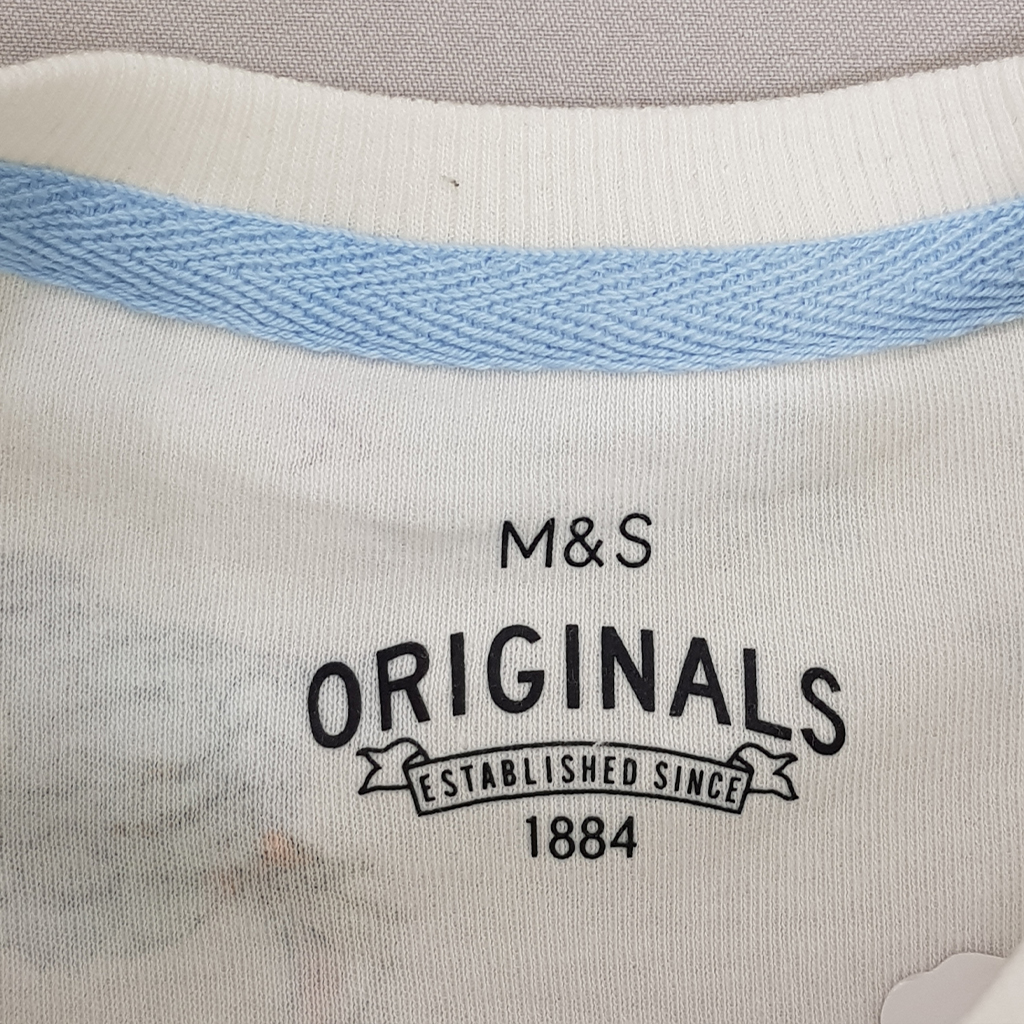 M&S
ORIGINALS
ESTABLISHED SINCE
1884